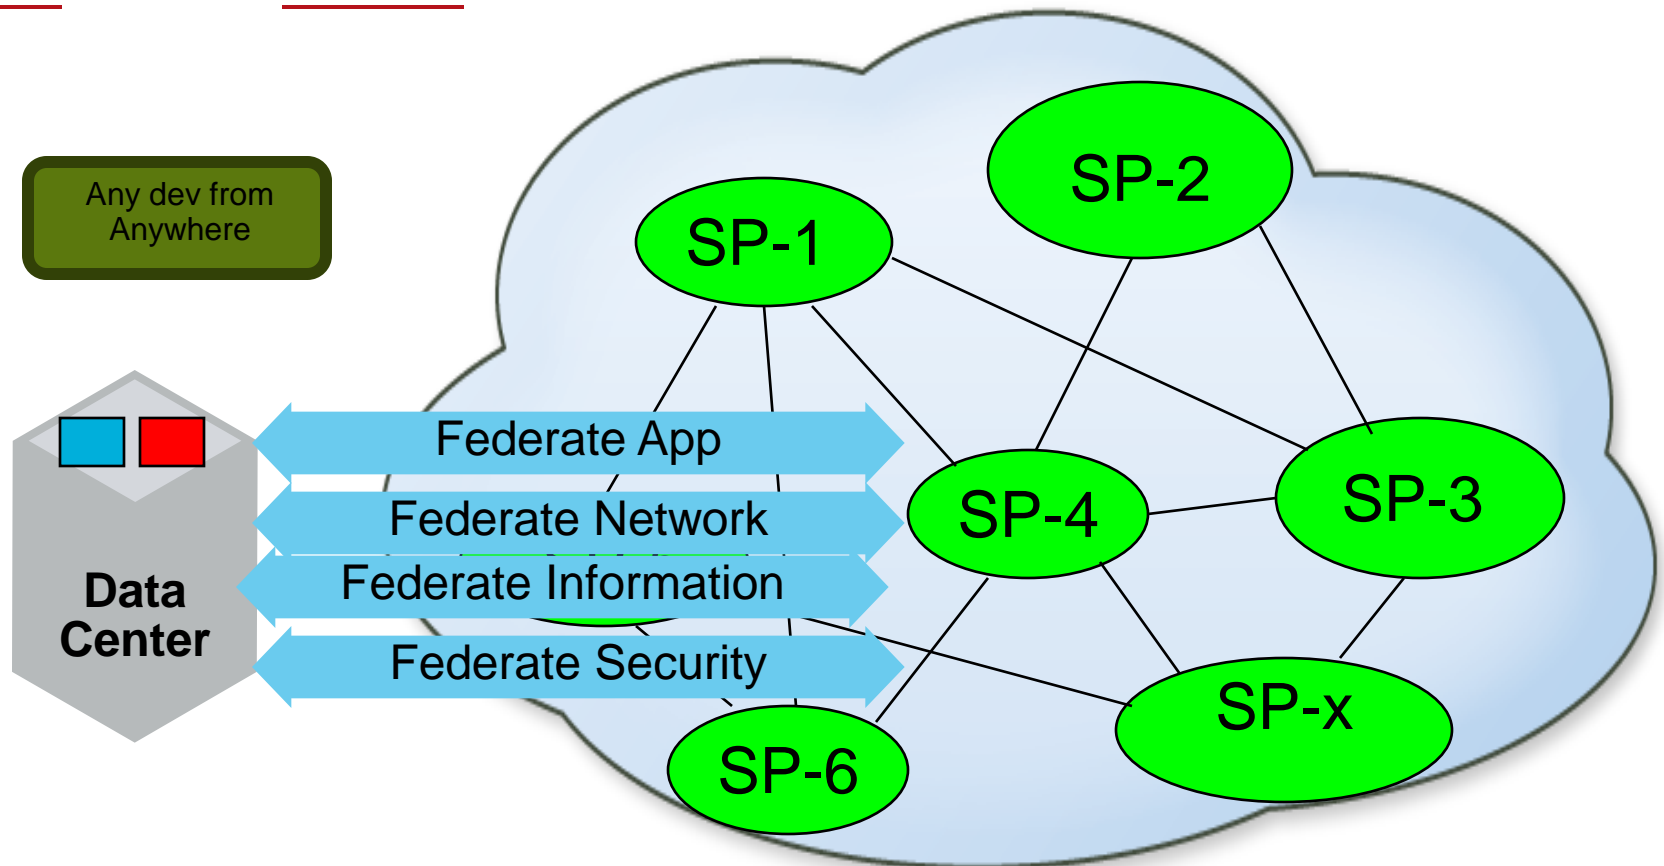 Any dev from
Anywhere
SP-2
SP-1
Federate App
SP-4
SP-3
Federate Network
Federate Information
Data
Center
Federate Security
SP-x
SP-6